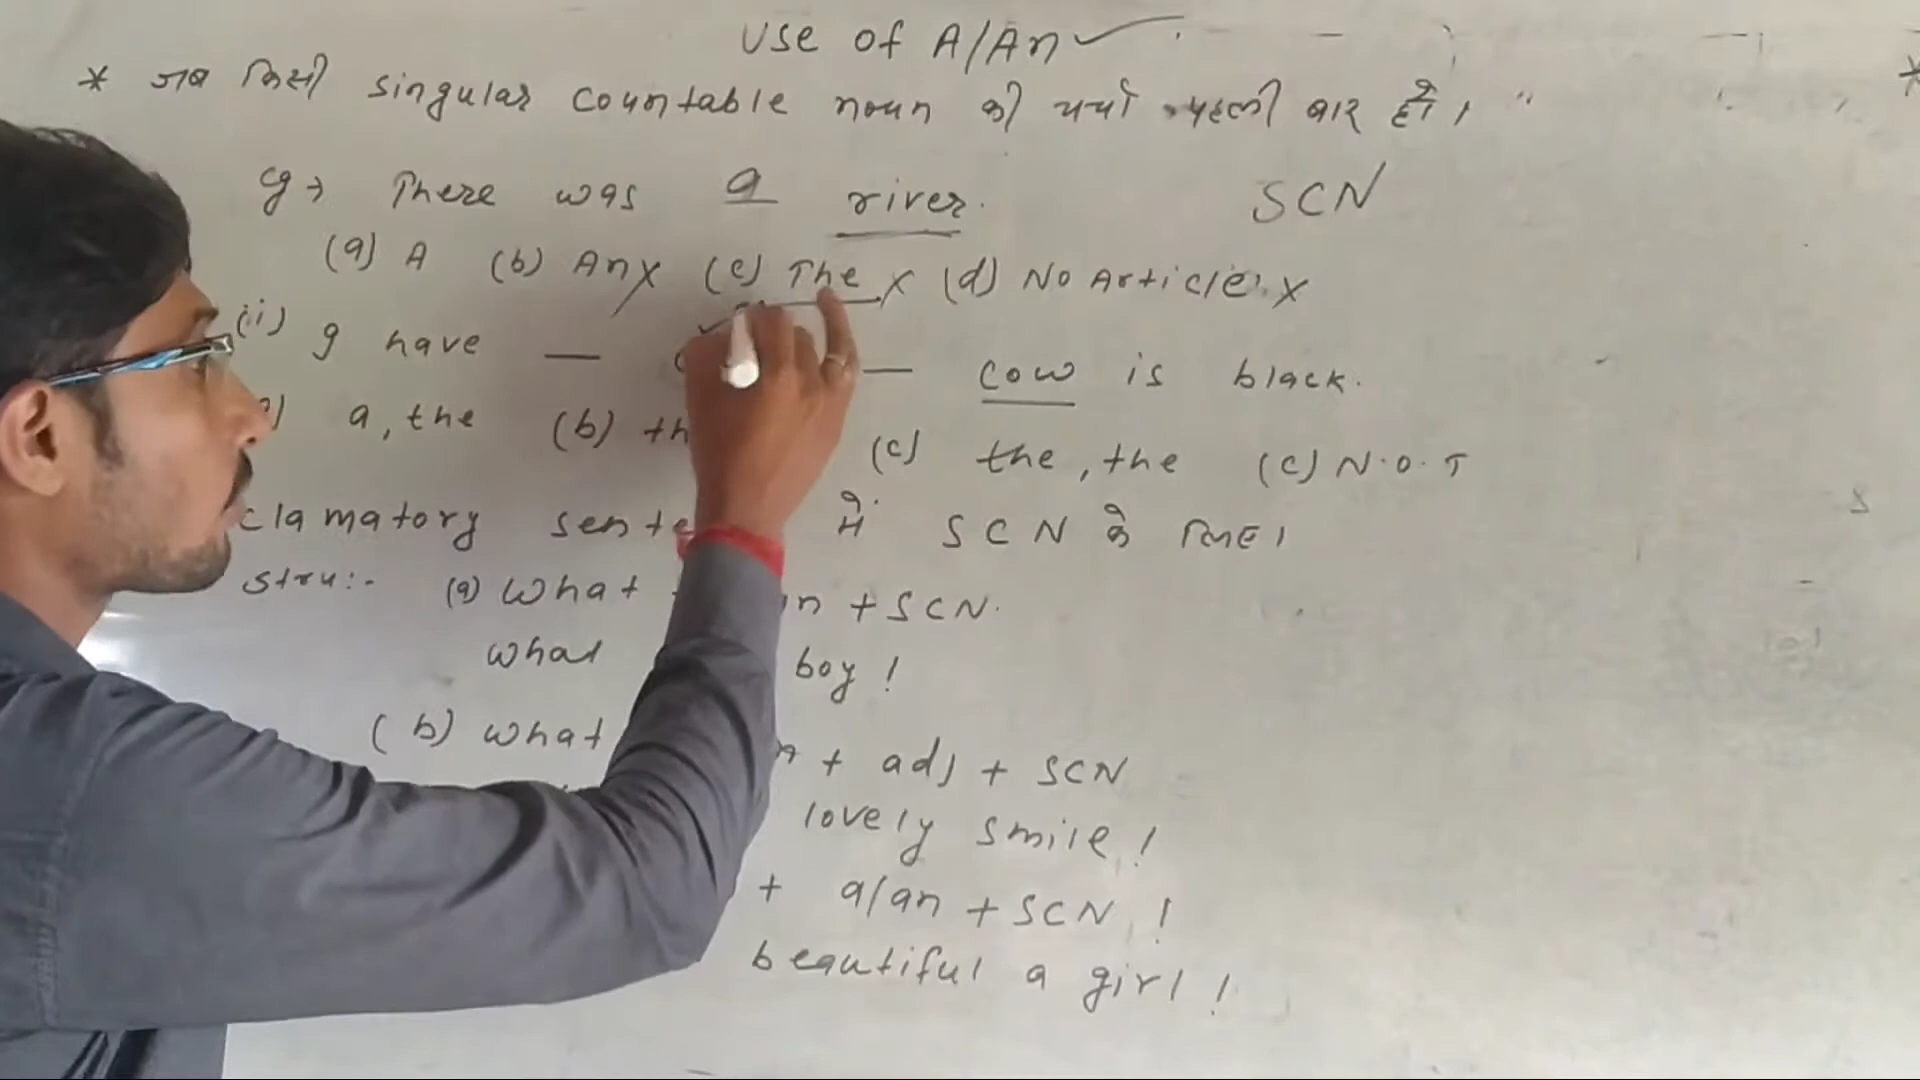 Use of A/An
* जब किसी singular countable noun की चर्चा पहली बार हो।
eg → There was a river.
SCN
(a) A (b) An x (c) The x (d) No Article x
(ii) I have — — cow is black.
a, the (b) th (c) the, the (c) N.O.T
clamatory sente में SCN के लिए।
Stru:- (a) What + n + SCN.
what boy!
(b) what + adj + SCN
lovely smile!
+ a/an + SCN!
beautiful a girl!